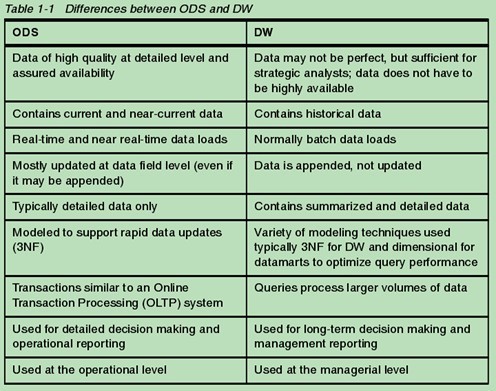 Table 1-1 Differences between ODS and DW
ODS
DW
Data of high quality at detailed level and
assured availability
Data may not be perfect, but sufficient for
strategic analysts; data does not have to
be highly available
Contains current and near-current data
Contains historical data
Real-time and near real-time data loads
Normally batch data loads
Mostly updated at data field level (even if
it may be appended)
Data is appended, not updated
Typically detailed data only
Contains summarized and detailed data
Modeled to support rapid data updates
(3NF)
Variety of modeling techniques used
typically 3NF for DW and dimensional for
datamarts to optimize query performance
Transactions similar to an Online
Transaction Processing (OLTP) system
Queries process larger volumes of data
Used for detailed decision making and
operational reporting
Used for long-term decision making and
management reporting
Used at the operational level
Used at the managerial level